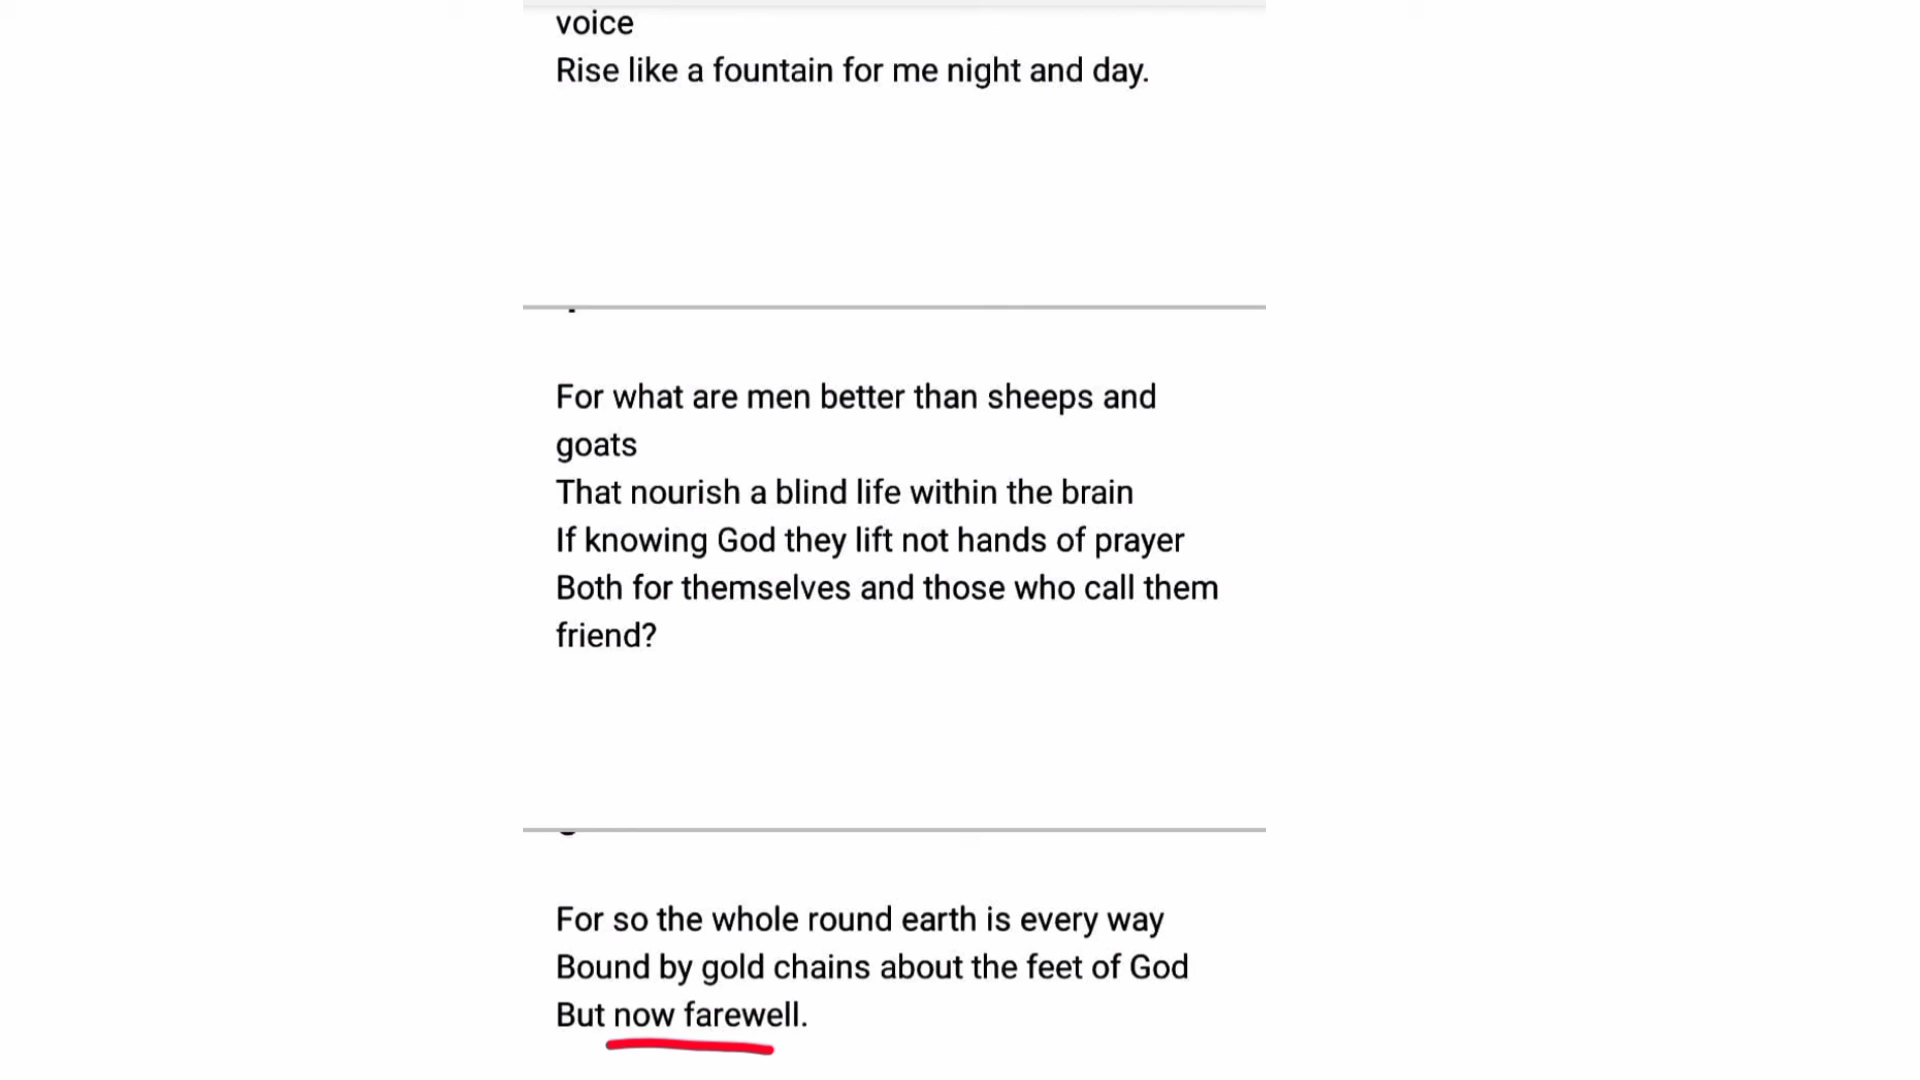 voice
Rise like a fountain for me night and day.
For what are men better than sheeps and
goats
That nourish a blind life within the brain
If knowing God they lift not hands of prayer
Both for themselves and those who call them
friend?
For so the whole round earth is every way
Bound by gold chains about the feet of God
But now farewell.